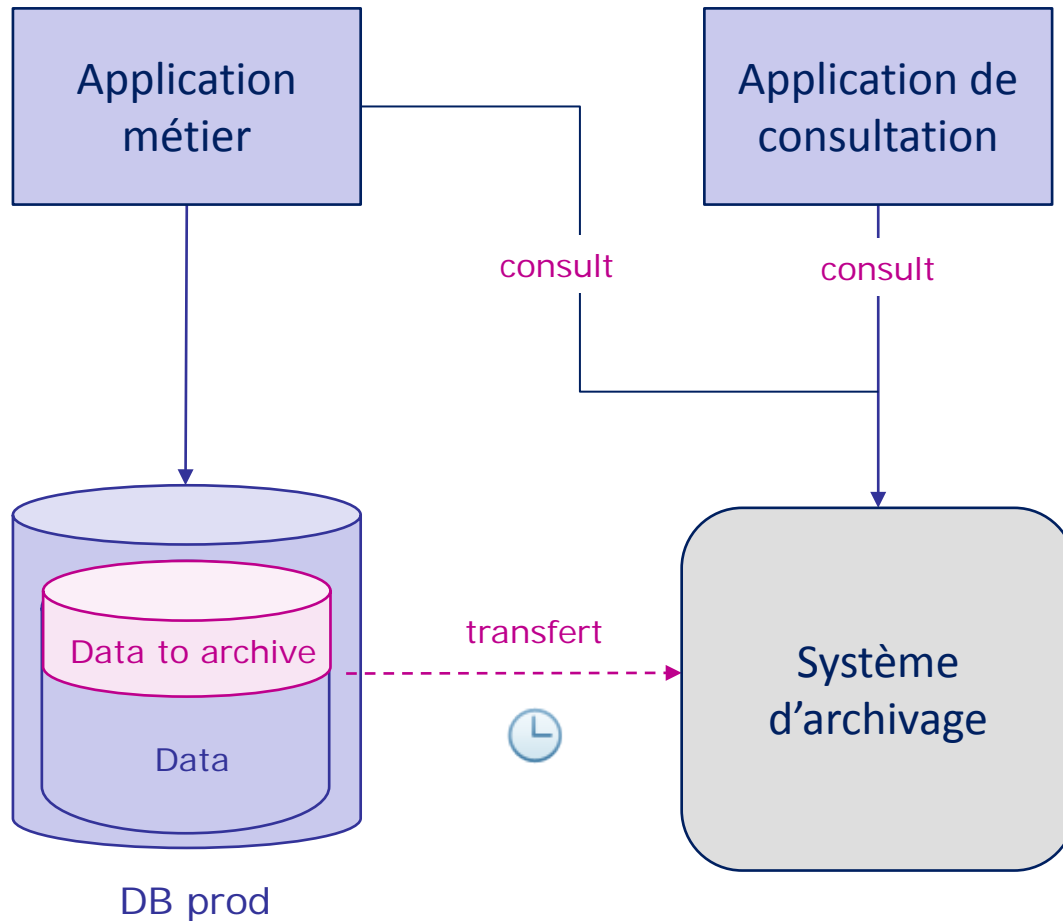 Application
métier
Application de
consultation
consult
consult
Data to archive
transfert
Système
d’archivage
Data
DB prod